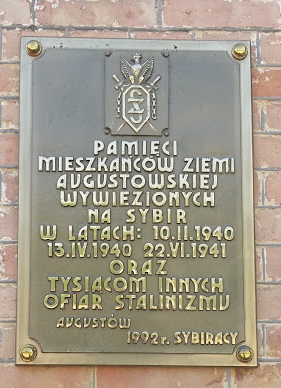 PAMIĘCI
MIESZKAŃCÓW ZIEMI
AUGUSTOWSKIEJ
WYWIEZIONYCH
NA SYBIR
W LATACH: 10.II.1940
13.IV.1940 22.VI.1941
ORAZ
TYSIĄCOM INNYCH
OFIAR STALINIZMU
AUGUSTÓW
1992 r. SYBIRACY